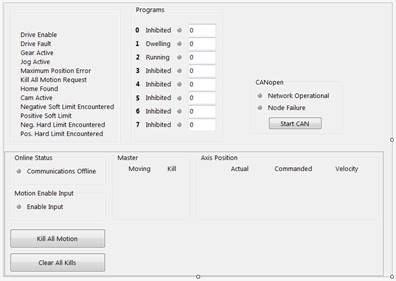 Programs
Drive Enable
Drive Fault
Gear Active
Jog Active
Maximum Position Error
Kill All Motion Request
Home Found
Cam Active
Negative Soft Limit Encountered
Positive Soft Limit
Neg. Hard Limit Encountered
Pos. Hard Limit Encountered
0 Inhibited 0
1 Dwelling 0
2 Running 0
3 Inhibited 0
4 Inhibited 0
5 Inhibited 0
6 Inhibited 0
7 Inhibited 0
CANopen
Network Operational
Node Failure
Start CAN
Online Status
Communications Offline
Motion Enable Input
Enable Input
Kill All Motion
Clear All Kills
Master
Moving Kill
Axis Position
Actual Commanded Velocity